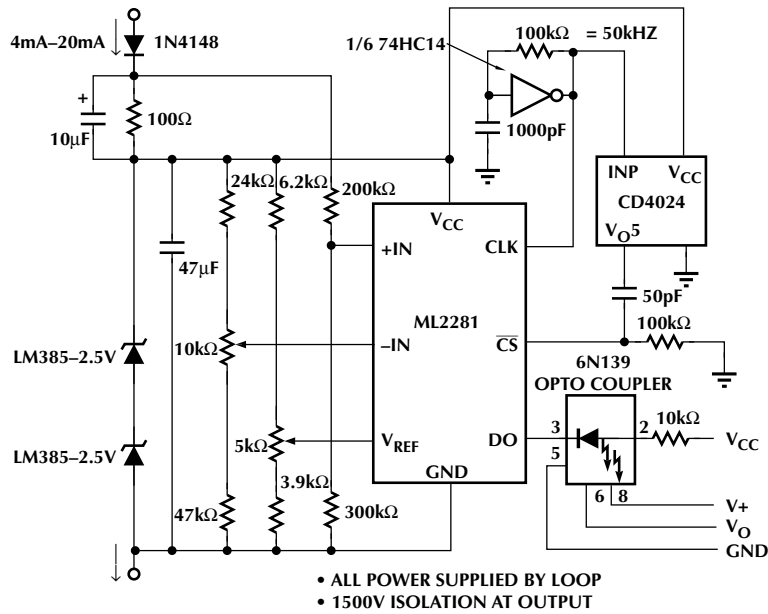 4mA–20mA
1N4148
+
10µF
100Ω
1/6 74HC14
100kΩ
= 50kHZ
1000pF
INP
VCC
CD4024
VO5
24kΩ
6.2kΩ
200kΩ
47µF
VCC
+IN
CLK
50pF
ML2281
100kΩ
LM385–2.5V
10kΩ
–IN
CS
6N139
OPTO COUPLER
LM385–2.5V
5kΩ
VREF
DO
3
2
10kΩ
VCC
5
GND
6
8
V+
VO
GND
47kΩ
3.9kΩ
300kΩ
• ALL POWER SUPPLIED BY LOOP
• 1500V ISOLATION AT OUTPUT